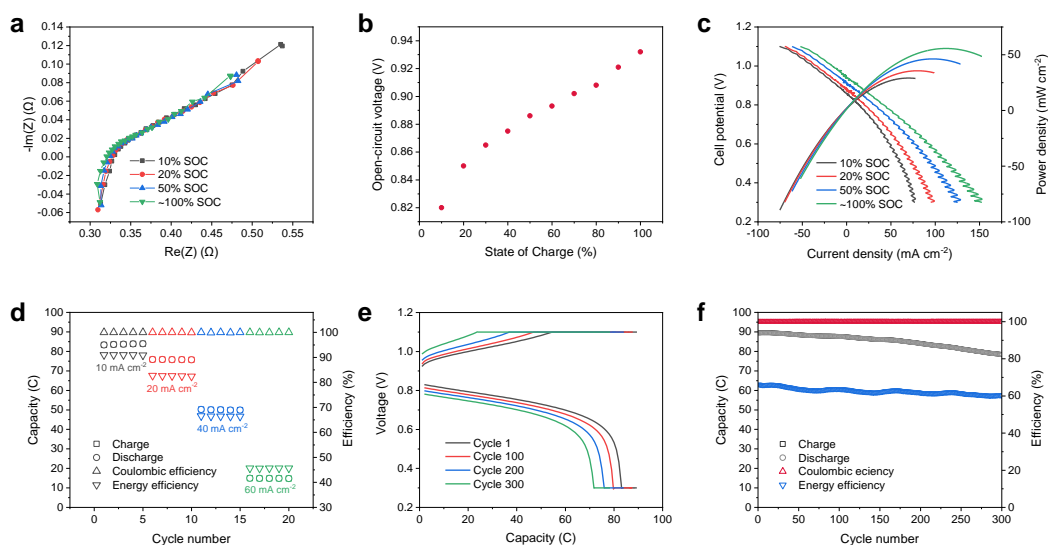 a
0.16
0.14
0.12
0.10
0.08
0.06
0.04
0.02
0.00
-0.02
-0.04
-0.06
-Im(Z) (Ω)
0.30
0.35
0.40
0.45
0.50
0.55
Re(Z) (Ω)
10% SOC
20% SOC
50% SOC
~100% SOC
b
0.94
0.92
0.90
0.88
0.86
0.84
0.82
Open-circuit voltage (V)
0
20
40
60
80
100
State of Charge (%)
c
1.2
1.0
0.8
0.6
0.4
0.2
Cell potential (V)
-75
-50
-25
0
25
50
75
100
125
150
Current density (mA cm-2)
100
50
0
-50
-100
Power density (mW cm-2)
10% SOC
20% SOC
50% SOC
~100% SOC
d
100
90
80
70
60
50
40
30
20
10
0
Capacity (C)
0
5
10
15
20
Cycle number
100
90
80
70
60
50
40
30
Efficiency (%)
10 mA cm-2
20 mA cm-2
40 mA cm-2
60 mA cm-2
Charge
Discharge
Coulombic efficiency
Energy efficiency
e
1.2
1.0
0.8
0.6
0.4
0.2
Voltage (V)
0
20
40
60
80
100
Capacity (C)
Cycle 1
Cycle 100
Cycle 200
Cycle 300
f
100
90
80
70
60
50
40
30
20
10
0
Capacity (C)
0
50
100
150
200
250
300
Cycle number
100
80
60
40
20
0
Efficiency (%)
Charge
Discharge
Coulombic eciency
Energy efficiency